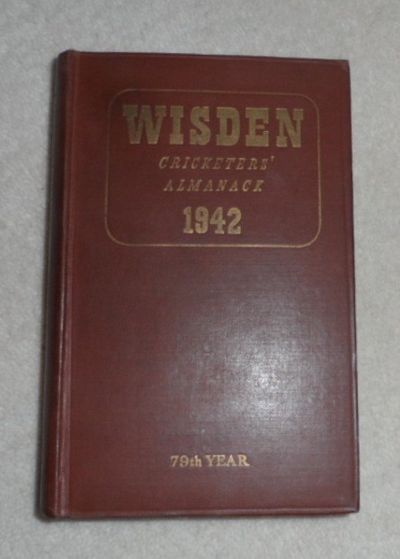 WISDEN
CRICKETERS'
ALMANACK
1942
79th YEAR